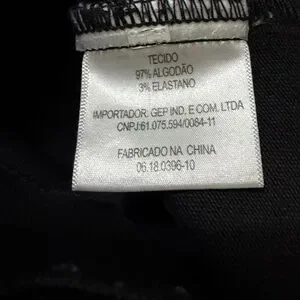 TECIDO
97% ALGODÃO
3% ELASTANO
IMPORTADOR: GEP IND. E COM. LTDA
CNPJ:61.075.594/0084-11
FABRICADO NA CHINA
06.18.0396-10